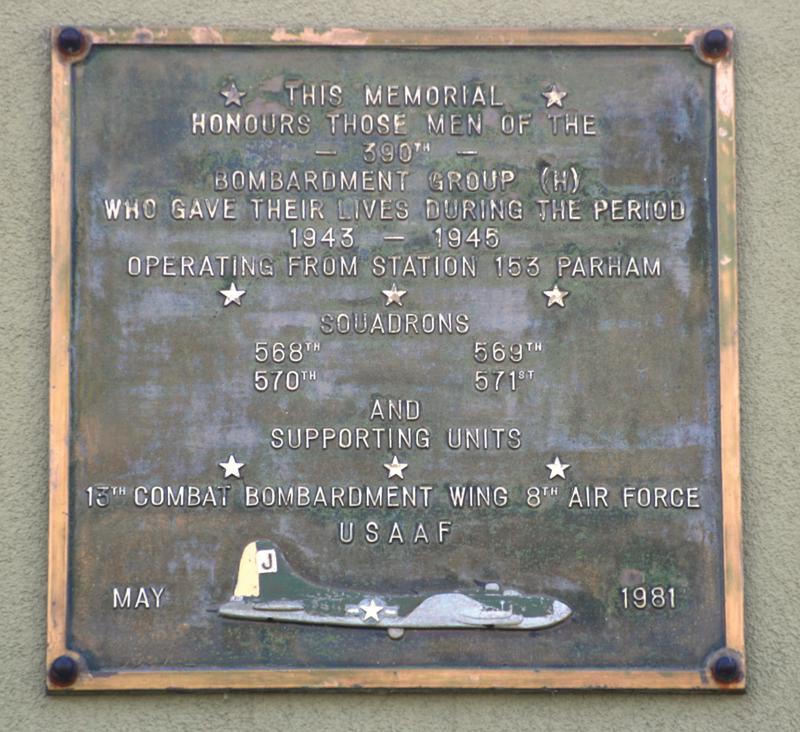 THIS MEMORIAL
HONOURS THOSE MEN OF THE
— 390TH —
BOMBARDMENT GROUP (H)
WHO GAVE THEIR LIVES DURING THE PERIOD
1943 — 1945
OPERATING FROM STATION 153 PARHAM
SQUADRONS
568TH 569TH
570TH 571ST
AND
SUPPORTING UNITS
13TH COMBAT BOMBARDMENT WING 8TH AIR FORCE
USAAF
J
MAY 1981